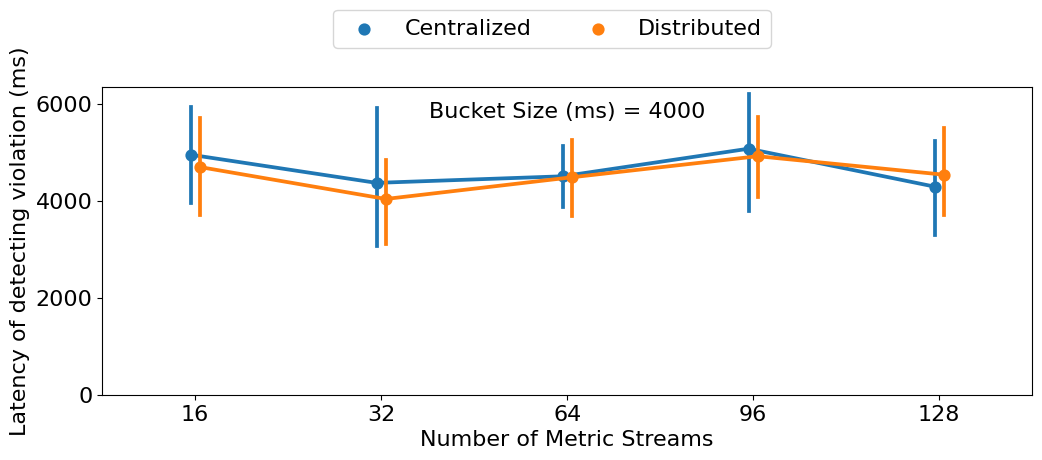 Centralized Distributed
Latency of detecting violation (ms)
Bucket Size (ms) = 4000
6000
4000
2000
0
16 32 64 96 128
Number of Metric Streams